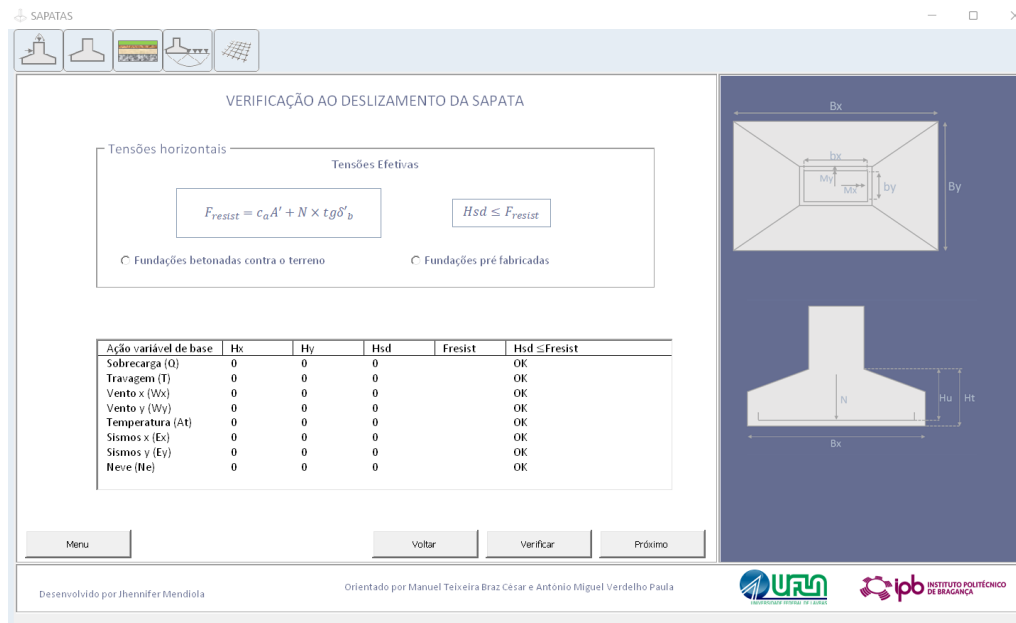 SAPATAS
VERIFICAÇÃO AO DESLIZAMENTO DA SAPATA
Tensões horizontais
Tensões Efetivas
F_resist = c_a A' + N × tgδ'_b
Hsd ≤ F_resist
Fundações betonadas contra o terreno
Fundações pré fabricadas
Ação variável de base Hx Hy Hsd Fresist Hsd ≤Fresist
Sobrecarga (Q) 0 0 0 OK
Travagem (T) 0 0 0 OK
Vento x (Wx) 0 0 0 OK
Vento y (Wy) 0 0 0 OK
Temperatura (At) 0 0 0 OK
Sismos x (Ex) 0 0 0 OK
Sismos y (Ey) 0 0 0 OK
Neve (Ne) 0 0 0 OK
Menu
Voltar
Verificar
Próximo
Bx
bx
My
Mx
by
By
N
Hu
Ht
Bx
Desenvolvido por Jhennifer Mendiola
Orientado por Manuel Teixeira Braz César e António Miguel Verdelho Paula
UFLA
UNIVERSIDADE FEDERAL DE LAVRAS
ipb INSTITUTO POLITÉCNICO
DE BRAGANÇA